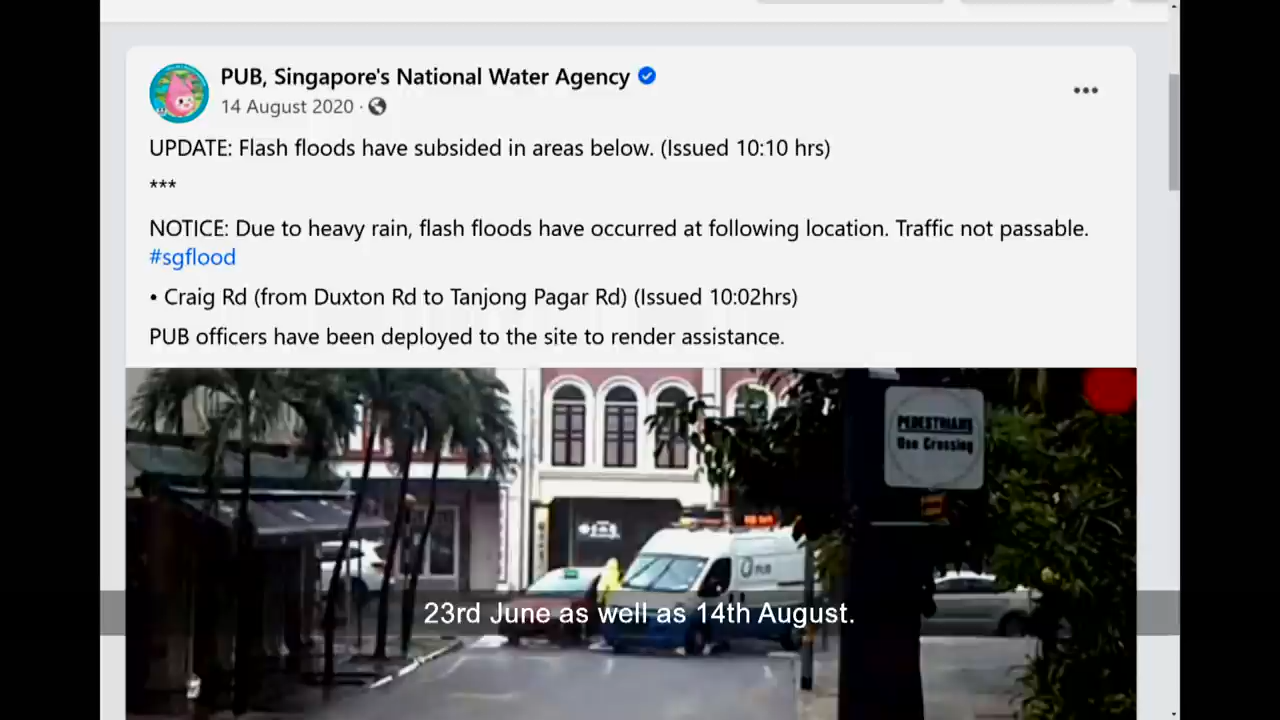 PUB, Singapore's National Water Agency
14 August 2020
UPDATE: Flash floods have subsided in areas below. (Issued 10:10 hrs)
***
NOTICE: Due to heavy rain, flash floods have occurred at following location. Traffic not passable.
#sgflood
• Craig Rd (from Duxton Rd to Tanjong Pagar Rd) (Issued 10:02hrs)
PUB officers have been deployed to the site to render assistance.
PEDESTRIANS
Use Crossing
PUB
23rd June as well as 14th August.